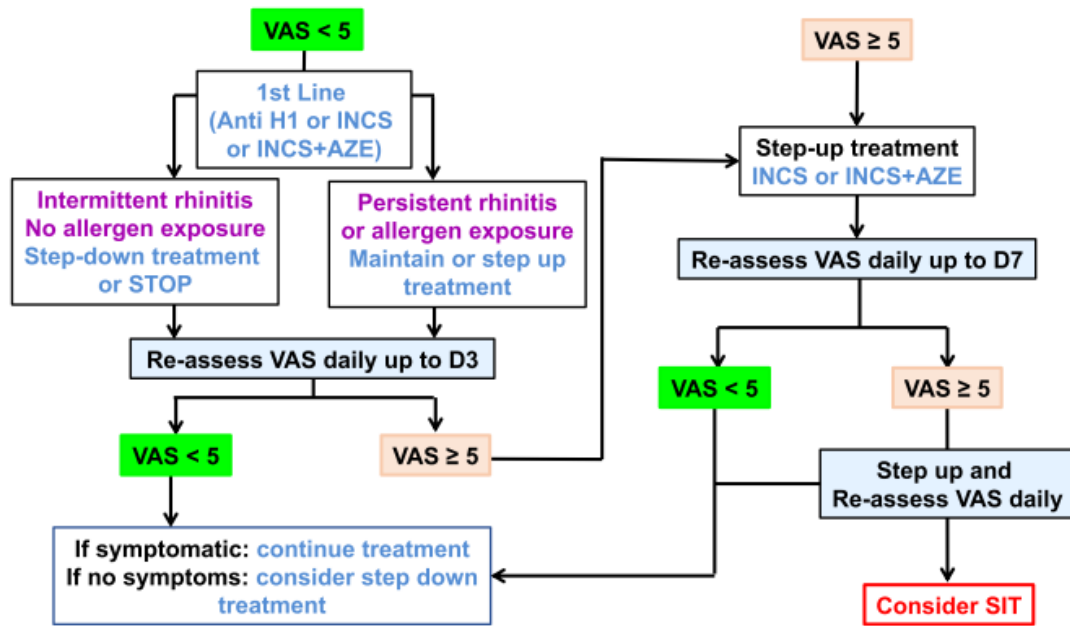 VAS < 5
1st Line
(Anti H1 or INCS
or INCS+AZE)
Intermittent rhinitis
No allergen exposure
Step-down treatment
or STOP
Persistent rhinitis
or allergen exposure
Maintain or step up
treatment
Re-assess VAS daily up to D3
VAS < 5
VAS ≥ 5
If symptomatic: continue treatment
If no symptoms: consider step down
treatment
VAS ≥ 5
Step-up treatment
INCS or INCS+AZE
Re-assess VAS daily up to D7
VAS < 5
VAS ≥ 5
Step up and
Re-assess VAS daily
Consider SIT